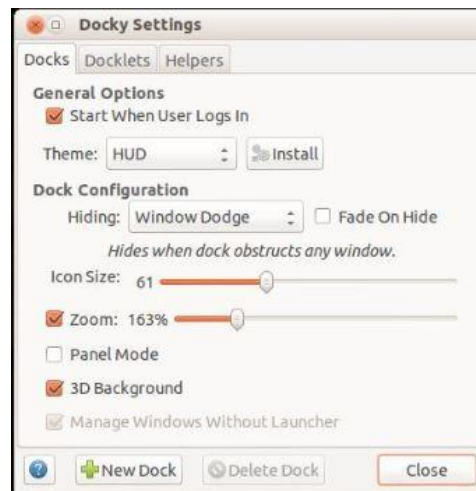 Docky Settings
Docks Docklets Helpers
General Options
Start When User Logs In
Theme: HUD Install
Dock Configuration
Hiding: Window Dodge Fade On Hide
Hides when dock obstructs any window.
Icon Size: 61
Zoom: 163%
Panel Mode
3D Background
Manage Windows Without Launcher
? New Dock Delete Dock Close